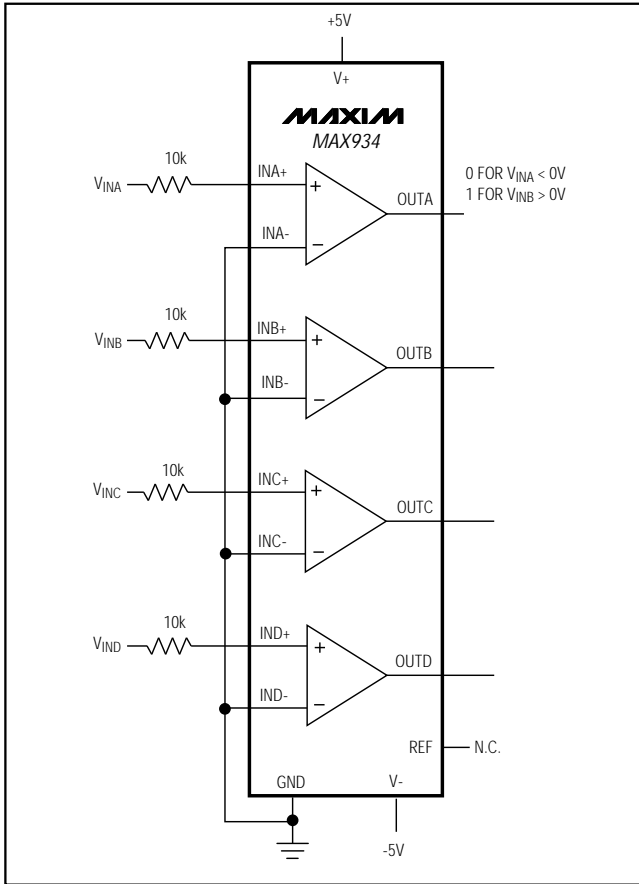 +5V
V+
MAXIM
MAX934
10k
VINA
INA+
INA-
OUTA
0 FOR VINA < 0V
1 FOR VINB > 0V
10k
VINB
INB+
INB-
OUTB
10k
VINC
INC+
INC-
OUTC
10k
VIND
IND+
IND-
OUTD
REF
N.C.
GND
V-
-5V
+
−
+
−
+
−
+
−